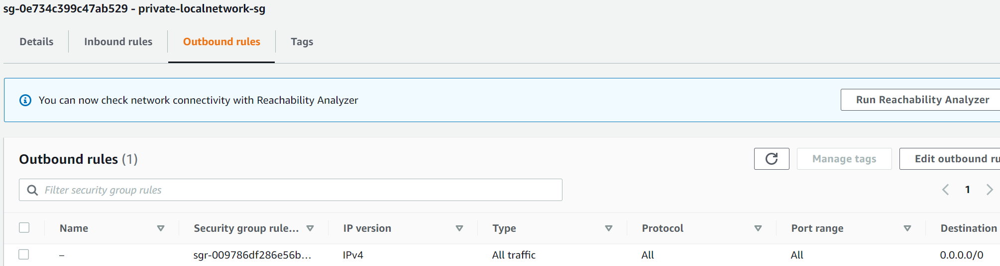 sg-0e734c399c47ab529 - private-localnetwork-sg
Details Inbound rules Outbound rules Tags
You can now check network connectivity with Reachability Analyzer Run Reachability Analyzer
Outbound rules (1) Manage tags Edit outbound ru
Filter security group rules 1
Name Security group rule... IP version Type Protocol Port range Destination
– sgr-009786df286e56b... IPv4 All traffic All All 0.0.0.0/0